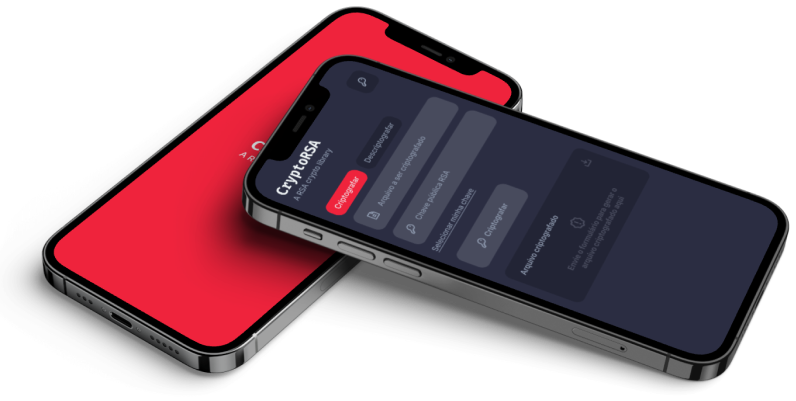 CryptoRSA
A RSA crypto library
Criptografar
Descriptografar
Arquivo a ser criptografado
Chave pública RSA
Selecionar minha chave
Criptografar
Arquivo criptografado
Envie o formulário para gerar o
arquivo criptografado aqui